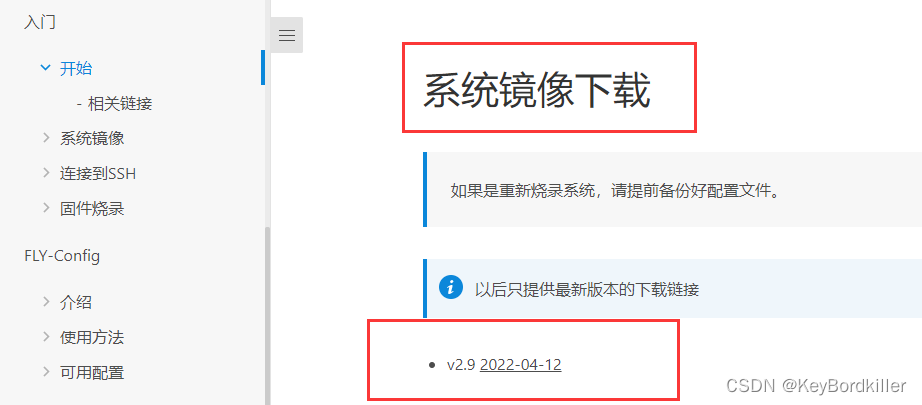 入门
开始
- 相关链接
系统镜像
连接到SSH
固件烧录
FLY-Config
介绍
使用方法
可用配置
系统镜像下载
如果是重新烧录系统，请提前备份好配置文件。
以后只提供最新版本的下载链接
v2.9 2022-04-12
CSDN @KeyBordkiller